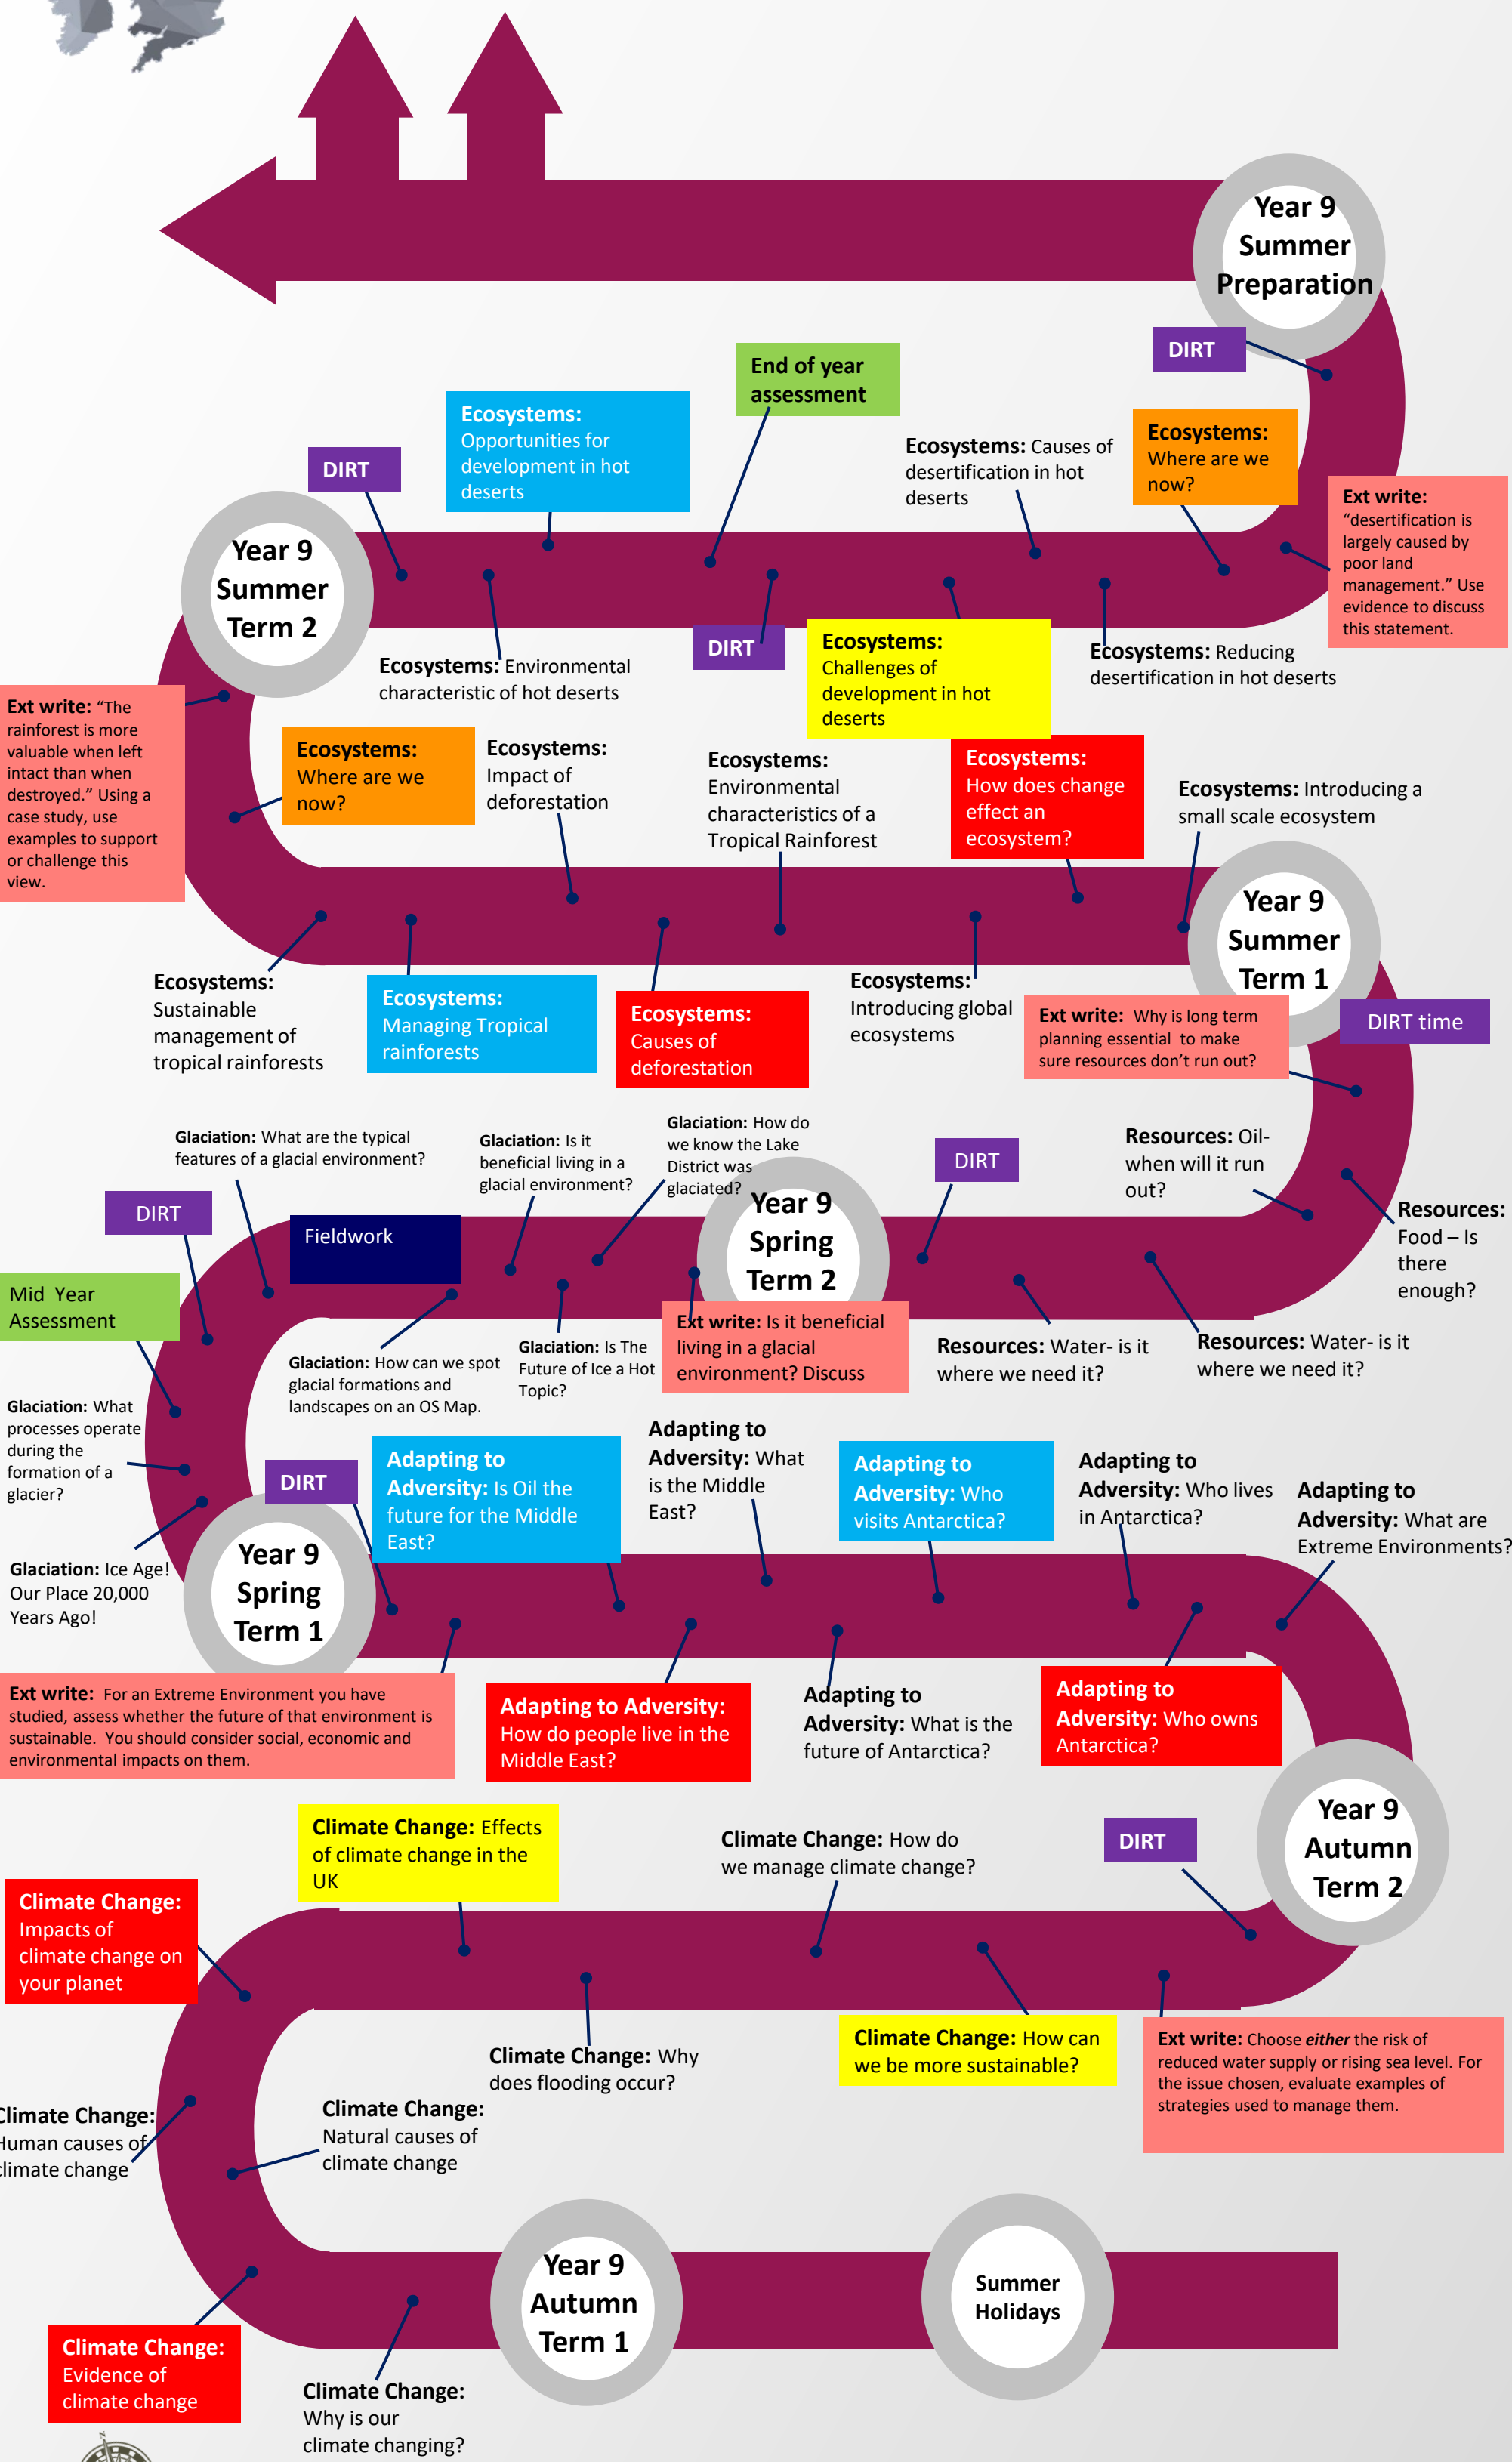 Year 9
Summer
Preparation
DIRT
End of year
assessment
Ecosystems:
Opportunities for
development in hot
deserts
DIRT
Ecosystems: Causes of
desertification in hot
deserts
Ecosystems:
Where are we
now?
Ext write:
“desertification is
largely caused by
poor land
management.” Use
evidence to discuss
this statement.
Year 9
Summer
Term 2
Ecosystems: Environmental
characteristic of hot deserts
DIRT
Ecosystems:
Challenges of
development in hot
deserts
Ecosystems: Reducing
desertification in hot deserts
Ext write: “The
rainforest is more
valuable when left
intact than when
destroyed.” Using a
case study, use
examples to support
or challenge this
view.
Ecosystems:
Where are we
now?
Ecosystems:
Impact of
deforestation
Ecosystems:
Environmental
characteristics of a
Tropical Rainforest
Ecosystems:
How does change
effect an
ecosystem?
Ecosystems: Introducing a
small scale ecosystem
Year 9
Summer
Term 1
Ecosystems:
Sustainable
management of
tropical rainforests
Ecosystems:
Managing Tropical
rainforests
Ecosystems:
Causes of
deforestation
Ecosystems:
Introducing global
ecosystems
Ext write: Why is long term
planning essential to make
sure resources don’t run out?
DIRT time
Glaciation: What are the typical
features of a glacial environment?
Glaciation: Is it
beneficial living in a
glacial environment?
Glaciation: How do
we know the Lake
District was
glaciated?
DIRT
Resources: Oil-
when will it run
out?
Resources:
Food – Is
there
enough?
DIRT
Fieldwork
Year 9
Spring
Term 2
Mid Year
Assessment
Glaciation: How can we spot
glacial formations and
landscapes on an OS Map.
Glaciation: Is The
Future of Ice a Hot
Topic?
Ext write: Is it beneficial
living in a glacial
environment? Discuss
Resources: Water- is it
where we need it?
Resources: Water- is it
where we need it?
Glaciation: What
processes operate
during the
formation of a
glacier?
DIRT
Adapting to
Adversity: Is Oil the
future for the Middle
East?
Adapting to
Adversity: What
is the Middle
East?
Adapting to
Adversity: Who
visits Antarctica?
Adapting to
Adversity: Who lives
in Antarctica?
Adapting to
Adversity: What are
Extreme Environments?
Glaciation: Ice Age!
Our Place 20,000
Years Ago!
Year 9
Spring
Term 1
Ext write: For an Extreme Environment you have
studied, assess whether the future of that environment is
sustainable. You should consider social, economic and
environmental impacts on them.
Adapting to Adversity:
How do people live in the
Middle East?
Adapting to
Adversity: What is the
future of Antarctica?
Adapting to
Adversity: Who owns
Antarctica?
Year 9
Autumn
Term 2
Climate Change: Effects
of climate change in the
UK
Climate Change: How do
we manage climate change?
DIRT
Climate Change:
Impacts of
climate change on
your planet
Climate Change: Why
does flooding occur?
Climate Change: How can
we be more sustainable?
Ext write: Choose either the risk of
reduced water supply or rising sea level. For
the issue chosen, evaluate examples of
strategies used to manage them.
Climate Change:
Human causes of
climate change
Climate Change:
Natural causes of
climate change
Year 9
Autumn
Term 1
Summer
Holidays
Climate Change:
Evidence of
climate change
Climate Change:
Why is our
climate changing?